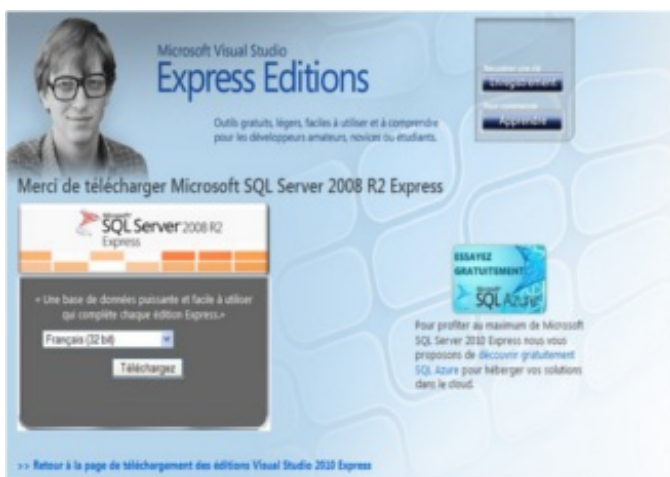 Microsoft Visual Studio
Express Editions
Outils gratuits, légers, faciles à utiliser et à comprendre
pour les développeurs amateurs, novices ou étudiants.
Enregistrement
Apprendre
Merci de télécharger Microsoft SQL Server 2008 R2 Express
Microsoft
SQL Server 2008 R2
Express
« Une base de données puissante et facile à utiliser
qui complète chaque édition Express.»
Français (32 bit)
Téléchargez
ESSAYEZ
GRATUITEMENT
SQL Azure
Pour profiter au maximum de Microsoft
SQL Server 2010 Express nous vous
proposons de découvrir gratuitement
SQL Azure pour héberger vos solutions
dans le cloud.
>> Retour à la page de téléchargement des éditions Visual Studio 2010 Express